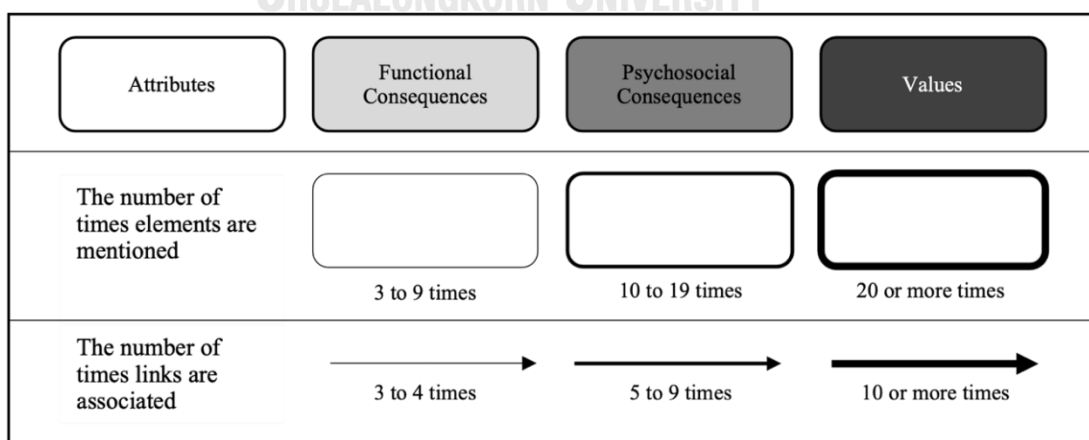 CHULALONGKORN UNIVERSITY
Attributes
Functional
Consequences
Psychosocial
Consequences
Values
The number of
times elements are
mentioned
3 to 9 times
10 to 19 times
20 or more times
The number of
times links are
associated
3 to 4 times
5 to 9 times
10 or more times